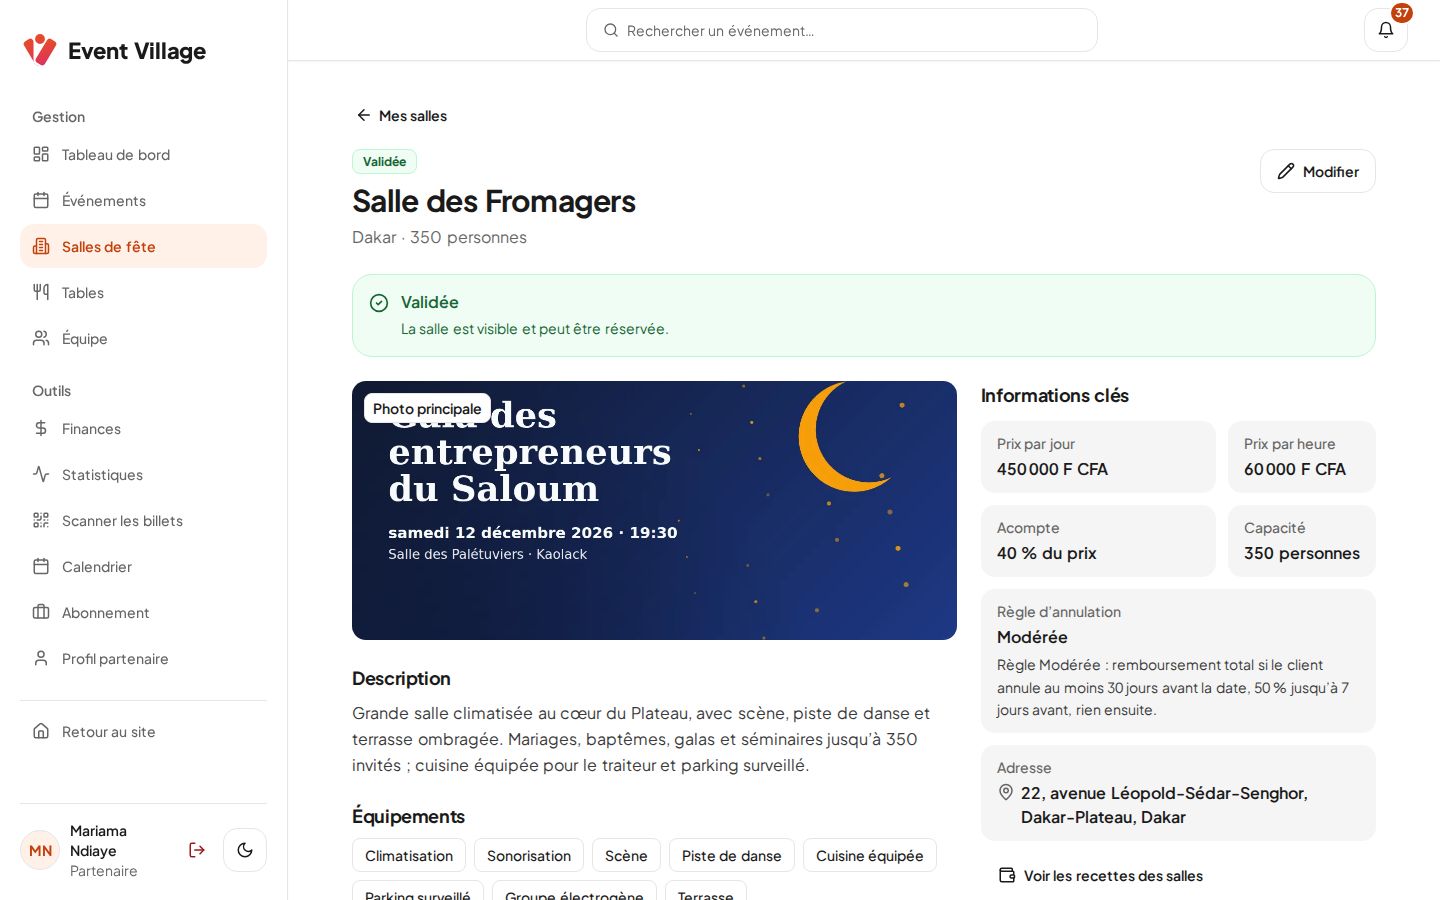 Event Village
Rechercher un événement…
37
Gestion
Tableau de bord
Événements
Salles de fête
Tables
Équipe
Outils
Finances
Statistiques
Scanner les billets
Calendrier
Abonnement
Profil partenaire
Retour au site
MN
Mariama
Ndiaye
Partenaire
Mes salles
Validée
Salle des Fromagers
Dakar · 350 personnes
Modifier
Validée
La salle est visible et peut être réservée.
Photo principale
des
entrepreneurs
du Saloum
samedi 12 décembre 2026 · 19:30
Salle des Palétuviers · Kaolack
Description
Grande salle climatisée au cœur du Plateau, avec scène, piste de danse et
terrasse ombragée. Mariages, baptêmes, galas et séminaires jusqu’à 350
invités ; cuisine équipée pour le traiteur et parking surveillé.
Équipements
Climatisation
Sonorisation
Scène
Piste de danse
Cuisine équipée
Parking surveillé
Groupe électrogène
Terrasse
Informations clés
Prix par jour
450 000 F CFA
Prix par heure
60 000 F CFA
Acompte
40 % du prix
Capacité
350 personnes
Règle d’annulation
Modérée
Règle Modérée : remboursement total si le client
annule au moins 30 jours avant la date, 50 % jusqu’à 7
jours avant, rien ensuite.
Adresse
22, avenue Léopold-Sédar-Senghor,
Dakar-Plateau, Dakar
Voir les recettes des salles